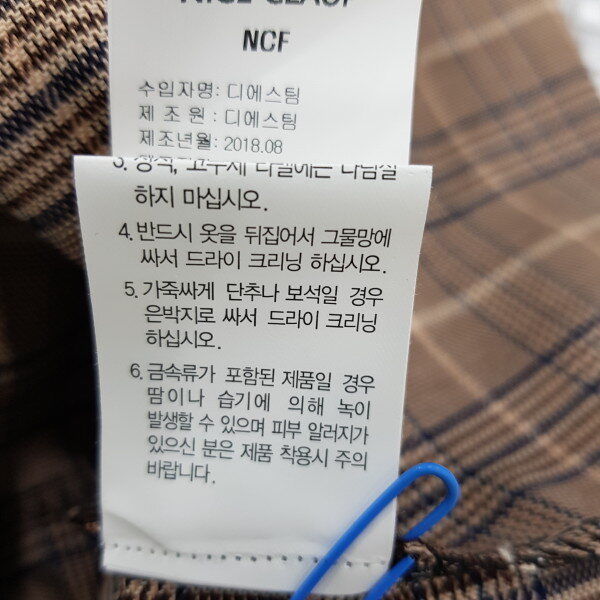 NICE CLAUP
NCF
수입자명: 디에스팀
제 조 원 : 디에스팀
제조년월: 2018.08
하지 마십시오.
4. 반드시 옷을 뒤집어서 그물망에
싸서 드라이 크리닝 하십시오.
5. 가죽싸게 단추나 보석일 경우
은박지로 싸서 드라이 크리닝
하십시오.
6. 금속류가 포함된 제품일 경우
땀이나 습기에 의해 녹이
발생할 수 있으며 피부 알러지가
있으신 분은 제품 착용시 주의
바랍니다.